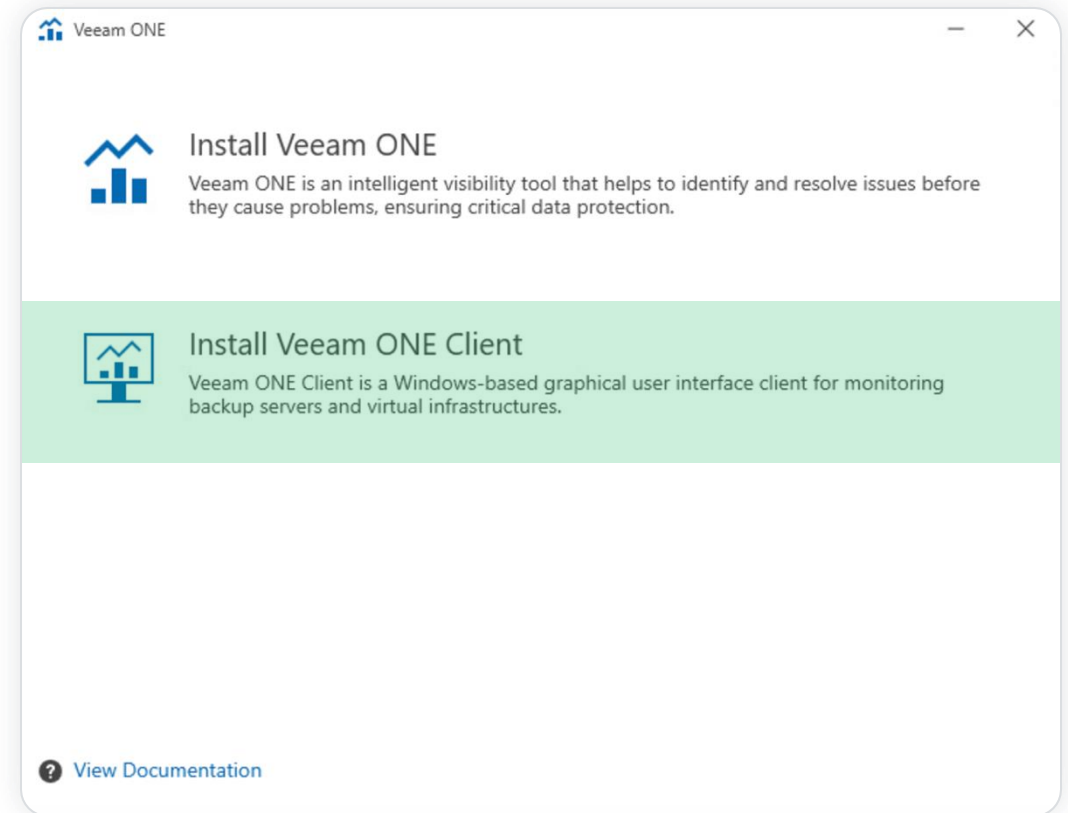 Veeam ONE
Install Veeam ONE
Veeam ONE is an intelligent visibility tool that helps to identify and resolve issues before
they cause problems, ensuring critical data protection.
Install Veeam ONE Client
Veeam ONE Client is a Windows-based graphical user interface client for monitoring
backup servers and virtual infrastructures.
? View Documentation